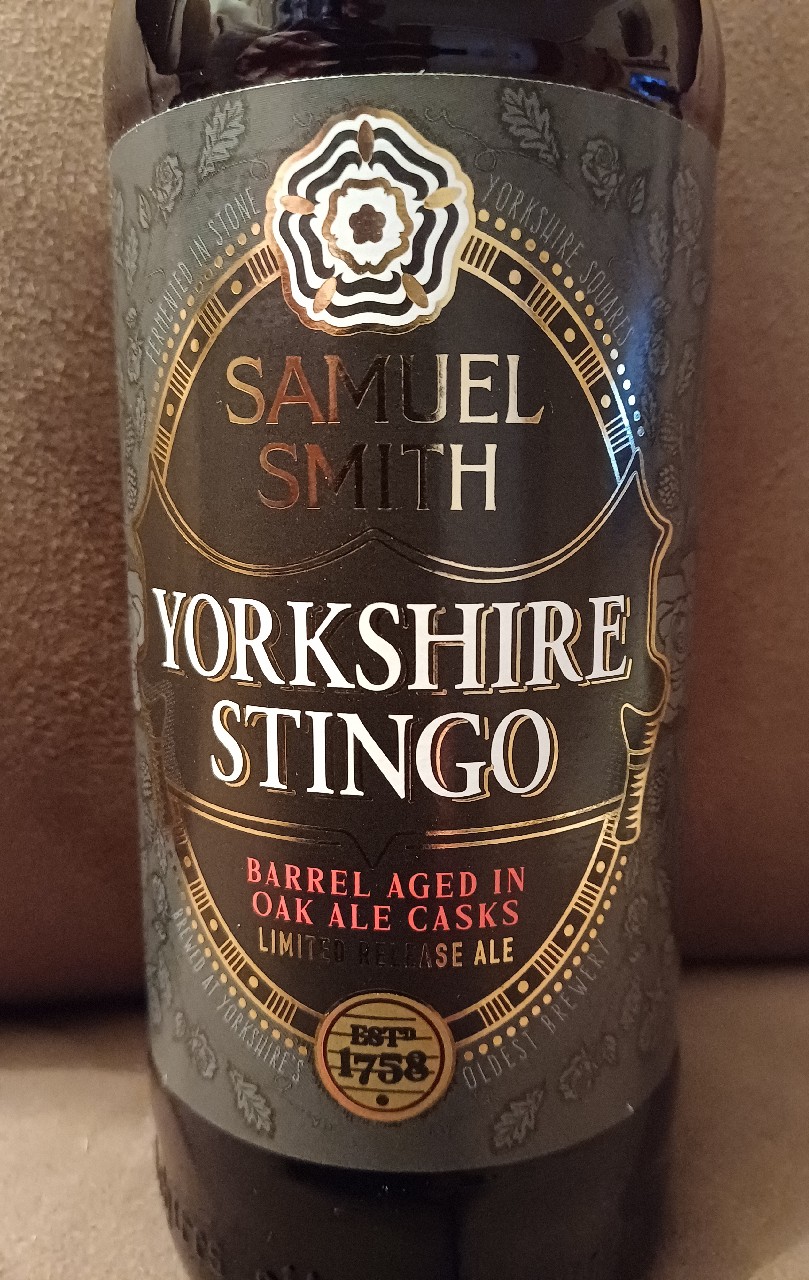 FERMENTED IN STONE
YORKSHIRE SQUARES
SAMUEL
SMITH
YORKSHIRE
STINGO
BARREL AGED IN
OAK ALE CASKS
LIMITED RELEASE ALE
BREWED AT YORKSHIRE'S
OLDEST BREWERY
ESTD
1758